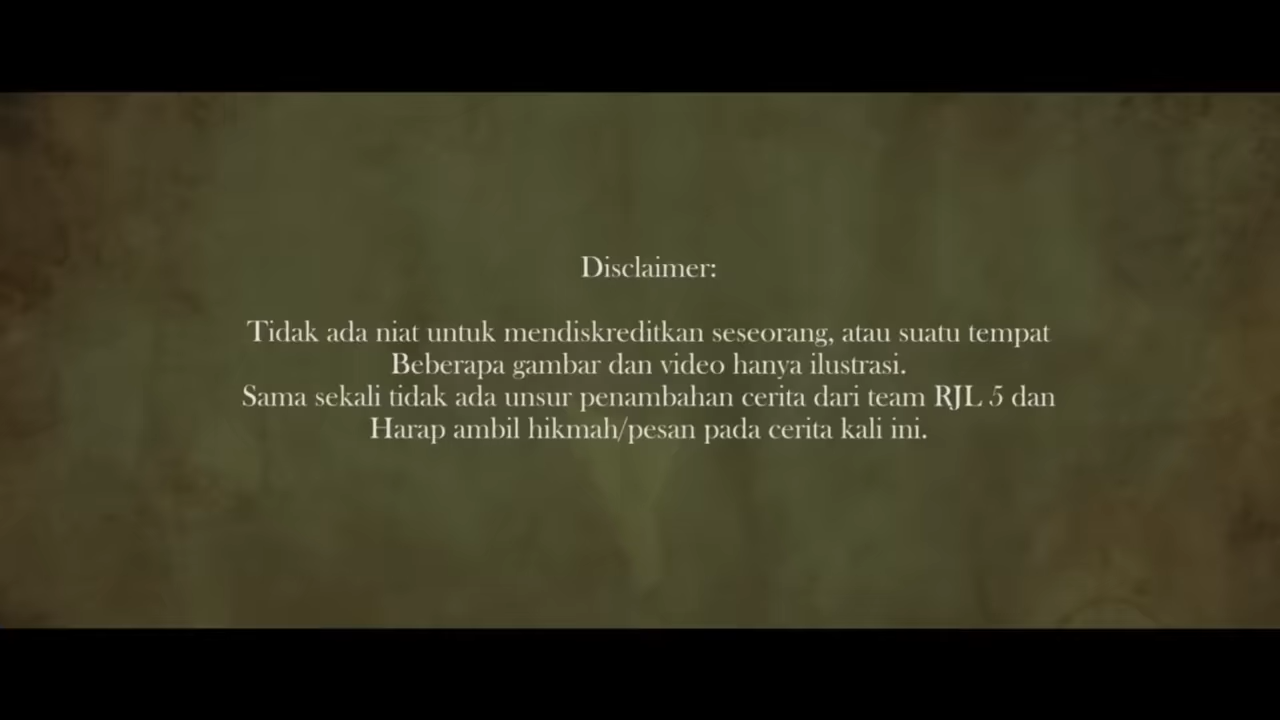 Disclaimer:
Tidak ada niat untuk mendiskreditkan seseorang, atau suatu tempat
Beberapa gambar dan video hanya ilustrasi.
Sama sekali tidak ada unsur penambahan cerita dari team RJL 5 dan
Harap ambil hikmah/pesan pada cerita kali ini.